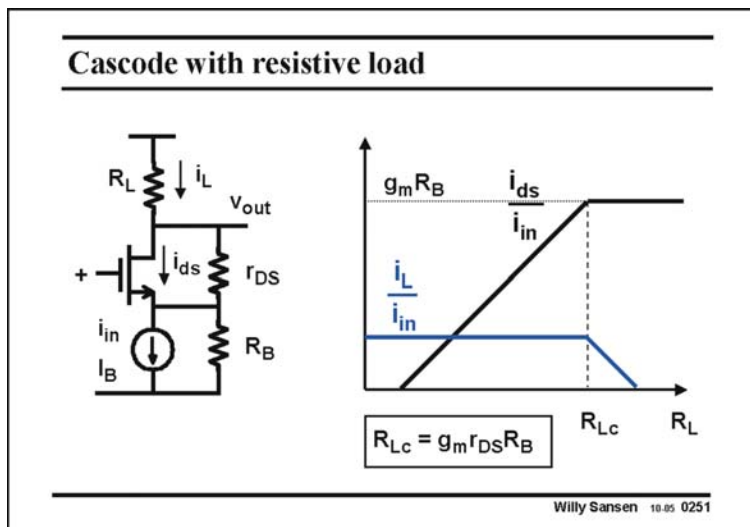 Cascode with resistive load
R_L
i_L
v_out
+
i_ds
r_DS
i_in
I_B
R_B
g_mR_B
i_ds
i_in
i_L
i_in
R_Lc
R_L
R_Lc = g_mr_DSR_B
Willy Sansen 10-05 0251